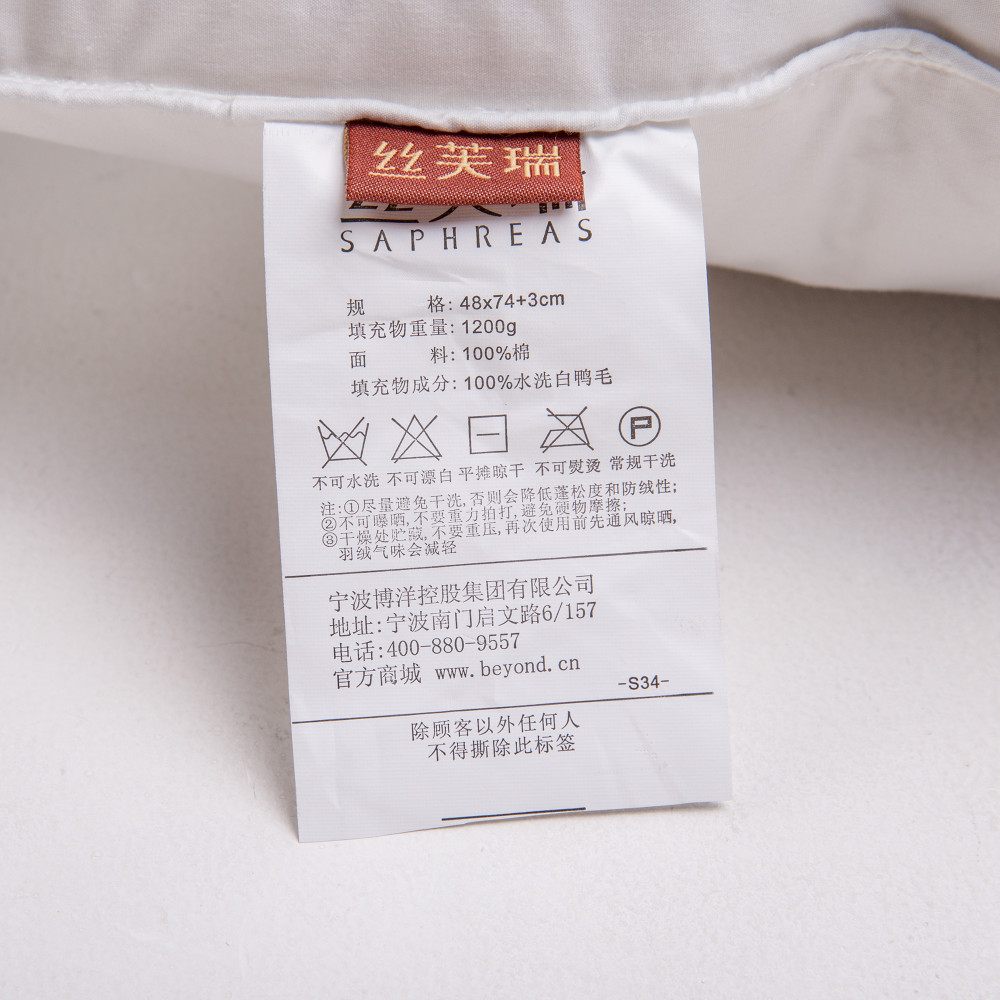 丝芙瑞
SAPHREAS
规 格: 48x74+3cm
填充物重量: 1200g
面 料: 100%棉
填充物成分: 100%水洗白鸭毛
P
不可水洗 不可漂白 平摊晾干 不可熨烫 常规干洗
注:①尽量避免干洗,否则会降低蓬松度和防绒性;
②不可曝晒,不要重力拍打,避免硬物摩擦;
③干燥处贮藏,不要重压,再次使用前先通风晾晒,
羽绒气味会减轻
宁波博洋控股集团有限公司
地址:宁波南门启文路6/157
电话:400-880-9557
官方商城 www.beyond.cn
-S34-
除顾客以外任何人
不得撕除此标签